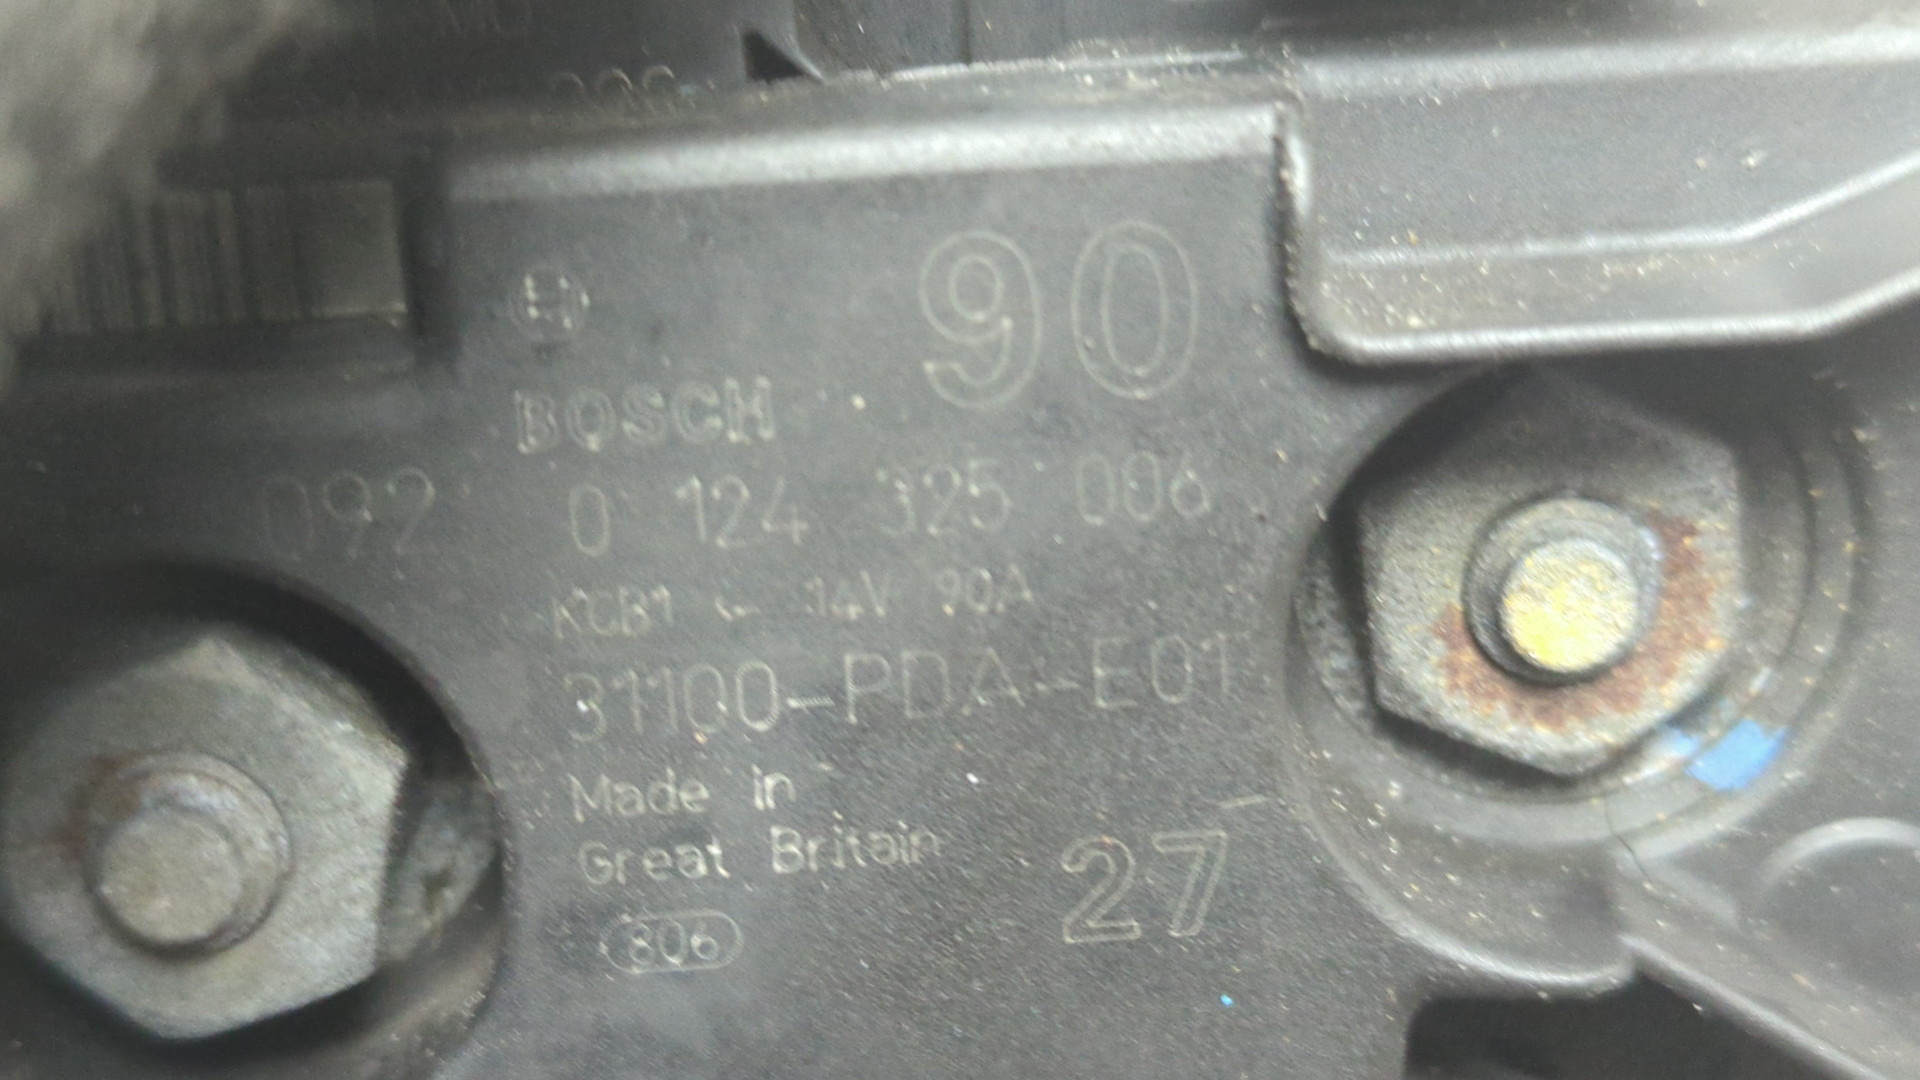 90
BOSCH
092 0 124 325 006
KCB1 14V 90A
31100-PDA-E01
Made in
Great Britain
27
806